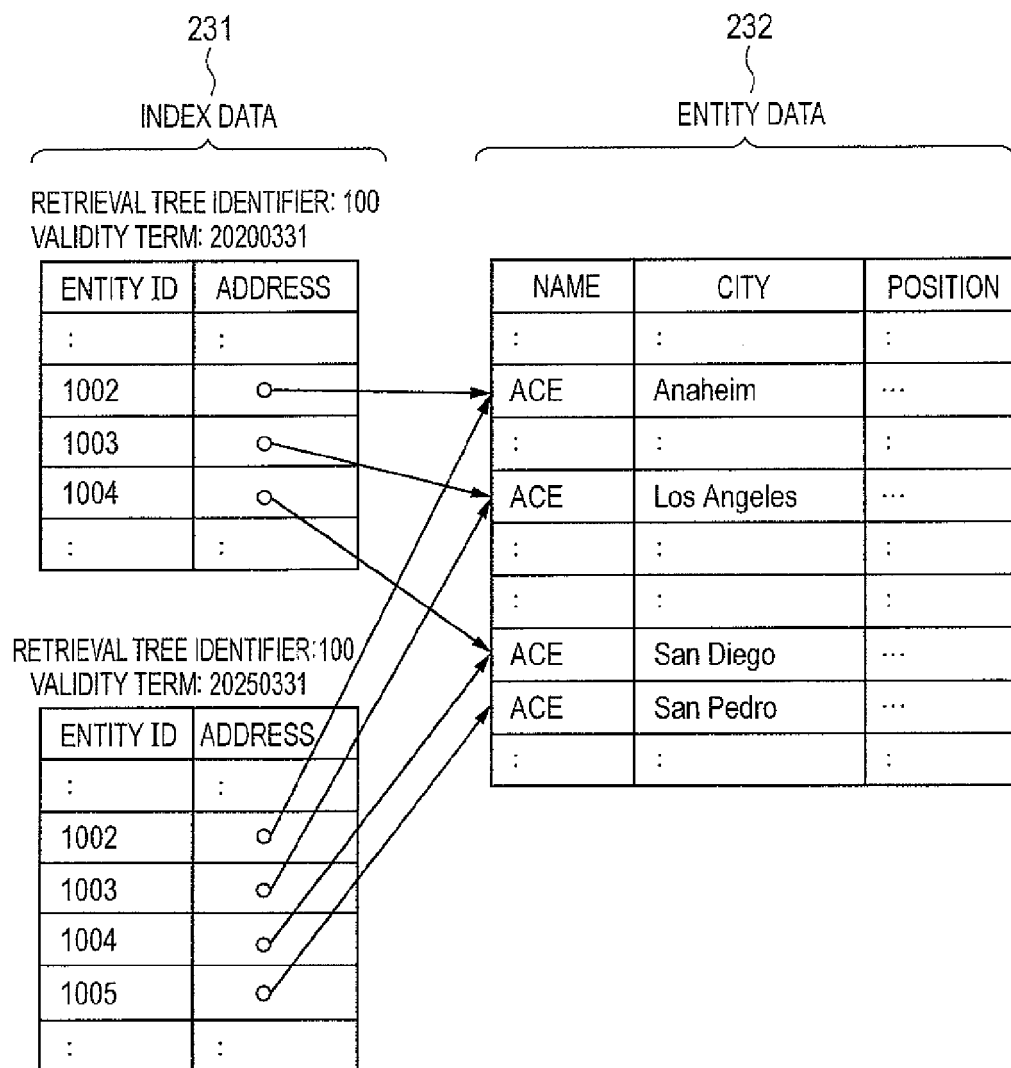 231
INDEX DATA
RETRIEVAL TREE IDENTIFIER: 100
VALIDITY TERM: 20200331
ENTITY ID ADDRESS
: :
1002
1003
1004
: :
RETRIEVAL TREE IDENTIFIER:100
VALIDITY TERM: 20250331
ENTITY ID ADDRESS
: :
1002
1003
1004
1005
: :
232
ENTITY DATA
NAME CITY POSITION
: : :
ACE Anaheim ...
: : :
ACE Los Angeles ...
: : :
: : :
ACE San Diego ...
ACE San Pedro ...
: : :